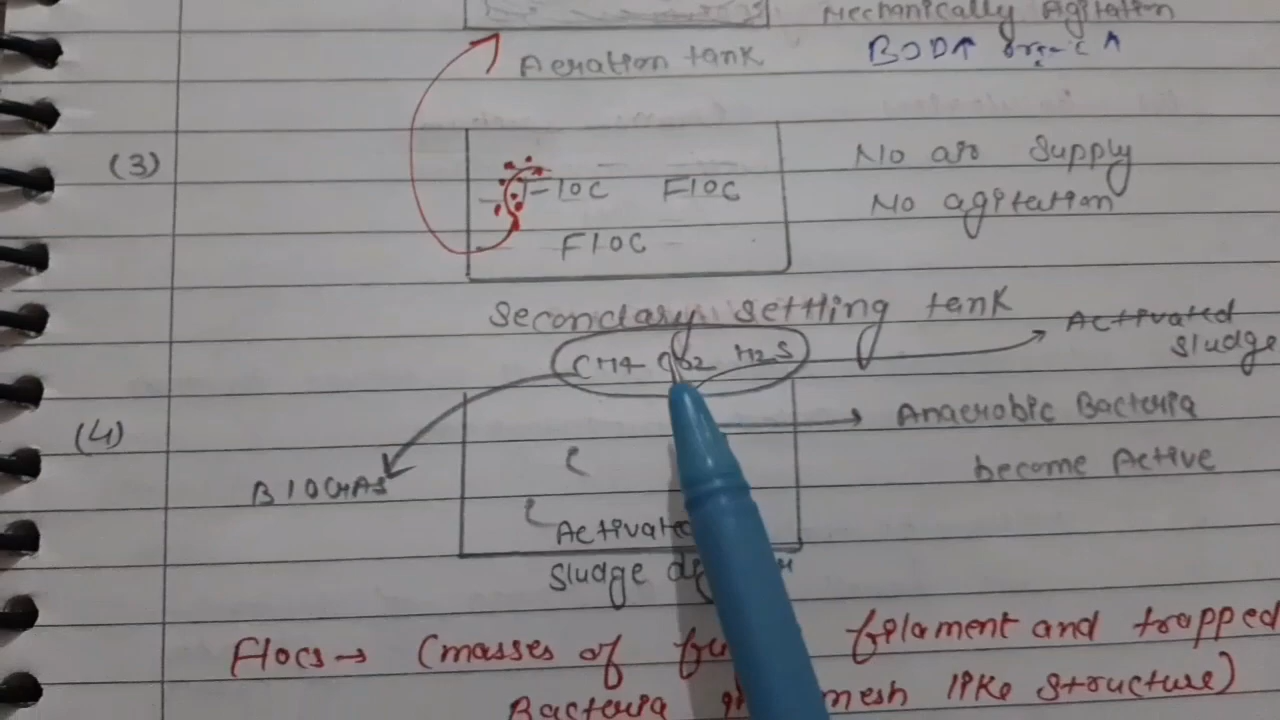 Mechanically Agitation
Aeration tank
BOD↑
↑
(3)
FLOC FLOC
FLOC
No air Supply
No agitation
Secondary settling tank
CH4 CO2 H2S
Activated
sludge
(4)
BIOGAS
Anaerobic Bacteria
become Active
Activated
Sludge
Flocs → (masses of filament and trapped
Bacteria mesh like structure)